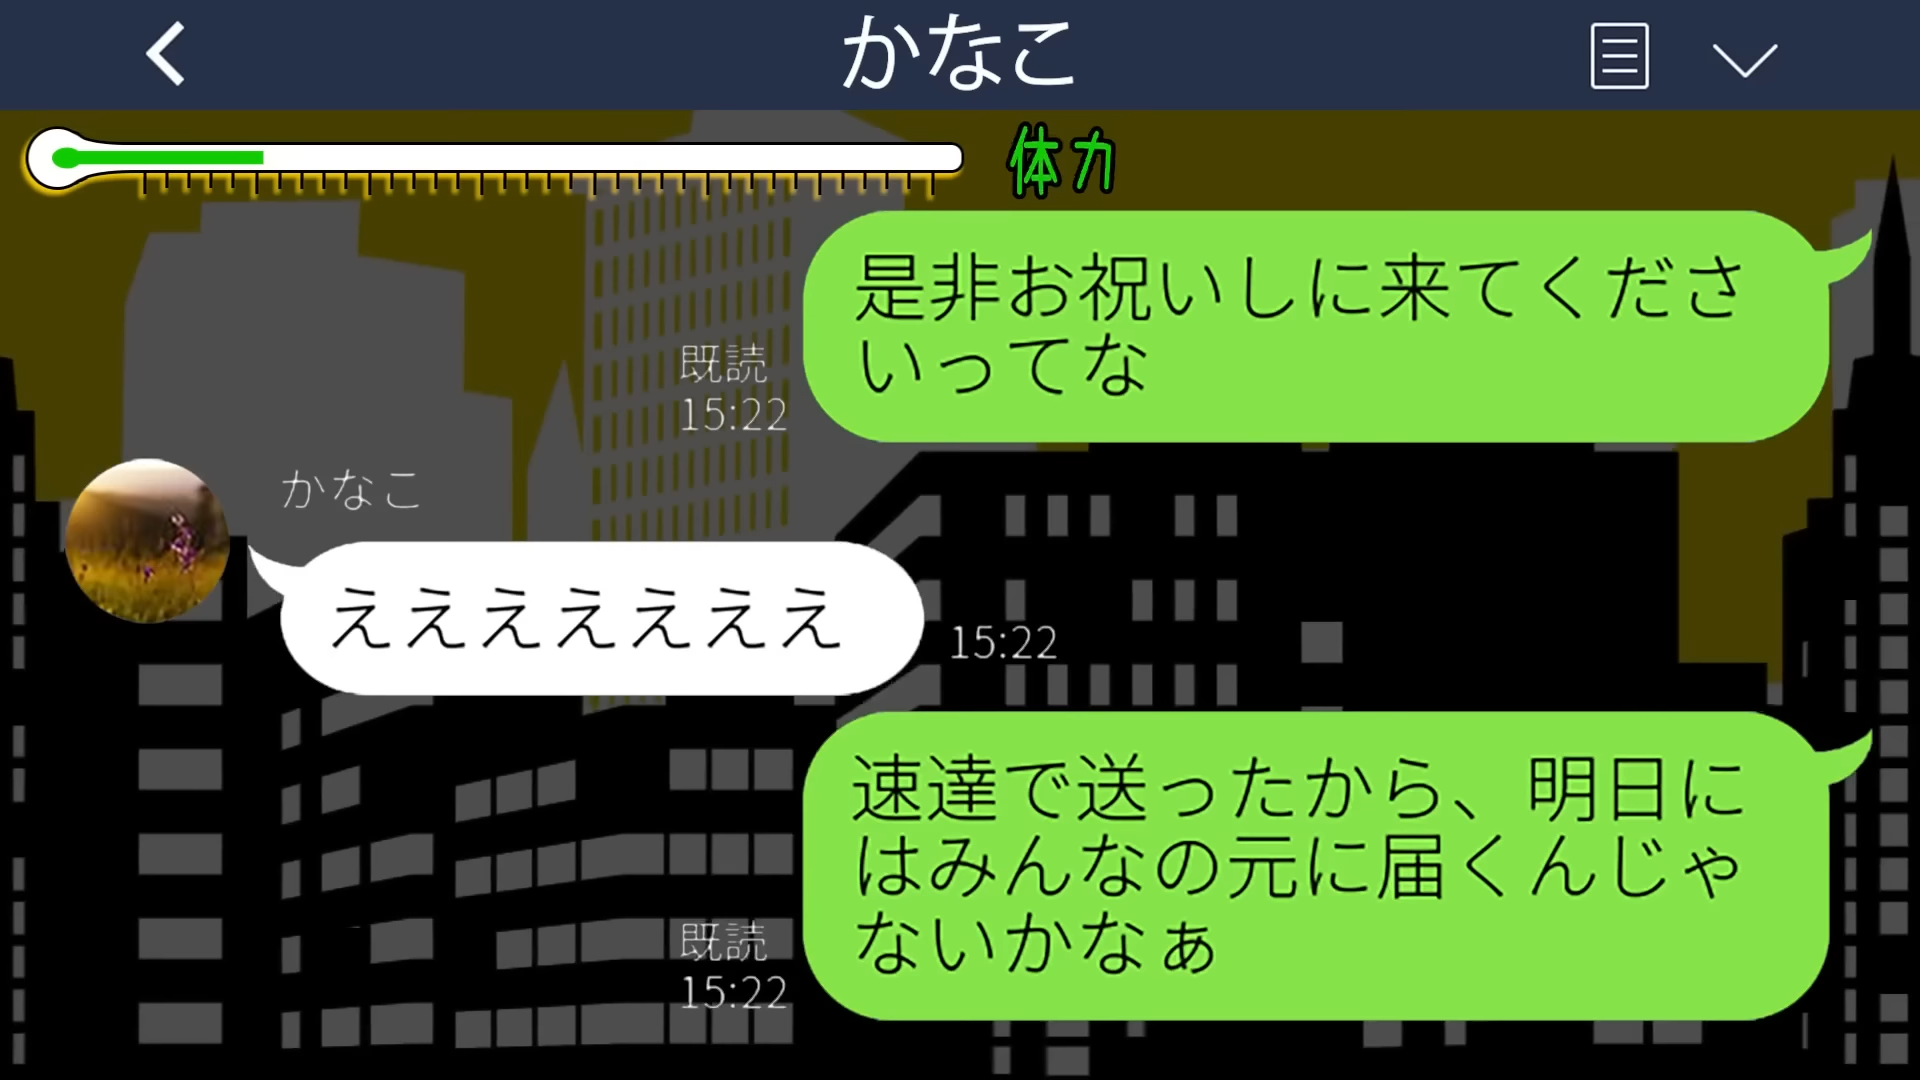 かなこ
体力
是非お祝いしに来てくださ
いってな
既読
15:22
かなこ
えええええええ
15:22
速達で送ったから、明日に
はみんなの元に届くんじゃ
ないかなぁ
既読
15:22